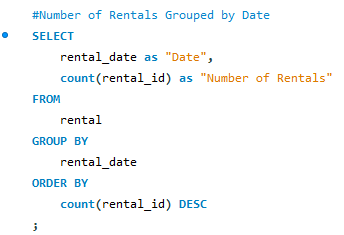 #Number of Rentals Grouped by Date
SELECT
rental_date as "Date",
count(rental_id) as "Number of Rentals"
FROM
rental
GROUP BY
rental_date
ORDER BY
count(rental_id) DESC
;